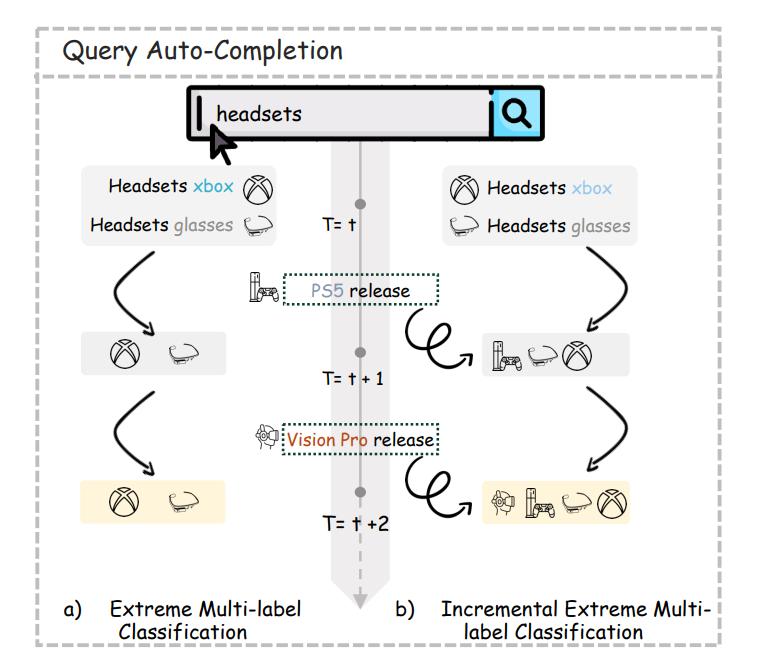 Query Auto-Completion
headsets
Headsets xbox
Headsets glasses
Headsets xbox
Headsets glasses
T= t
PS5 release
T= t + 1
Vision Pro release
T= t +2
a) Extreme Multi-label
Classification
b) Incremental Extreme Multi-
label Classification